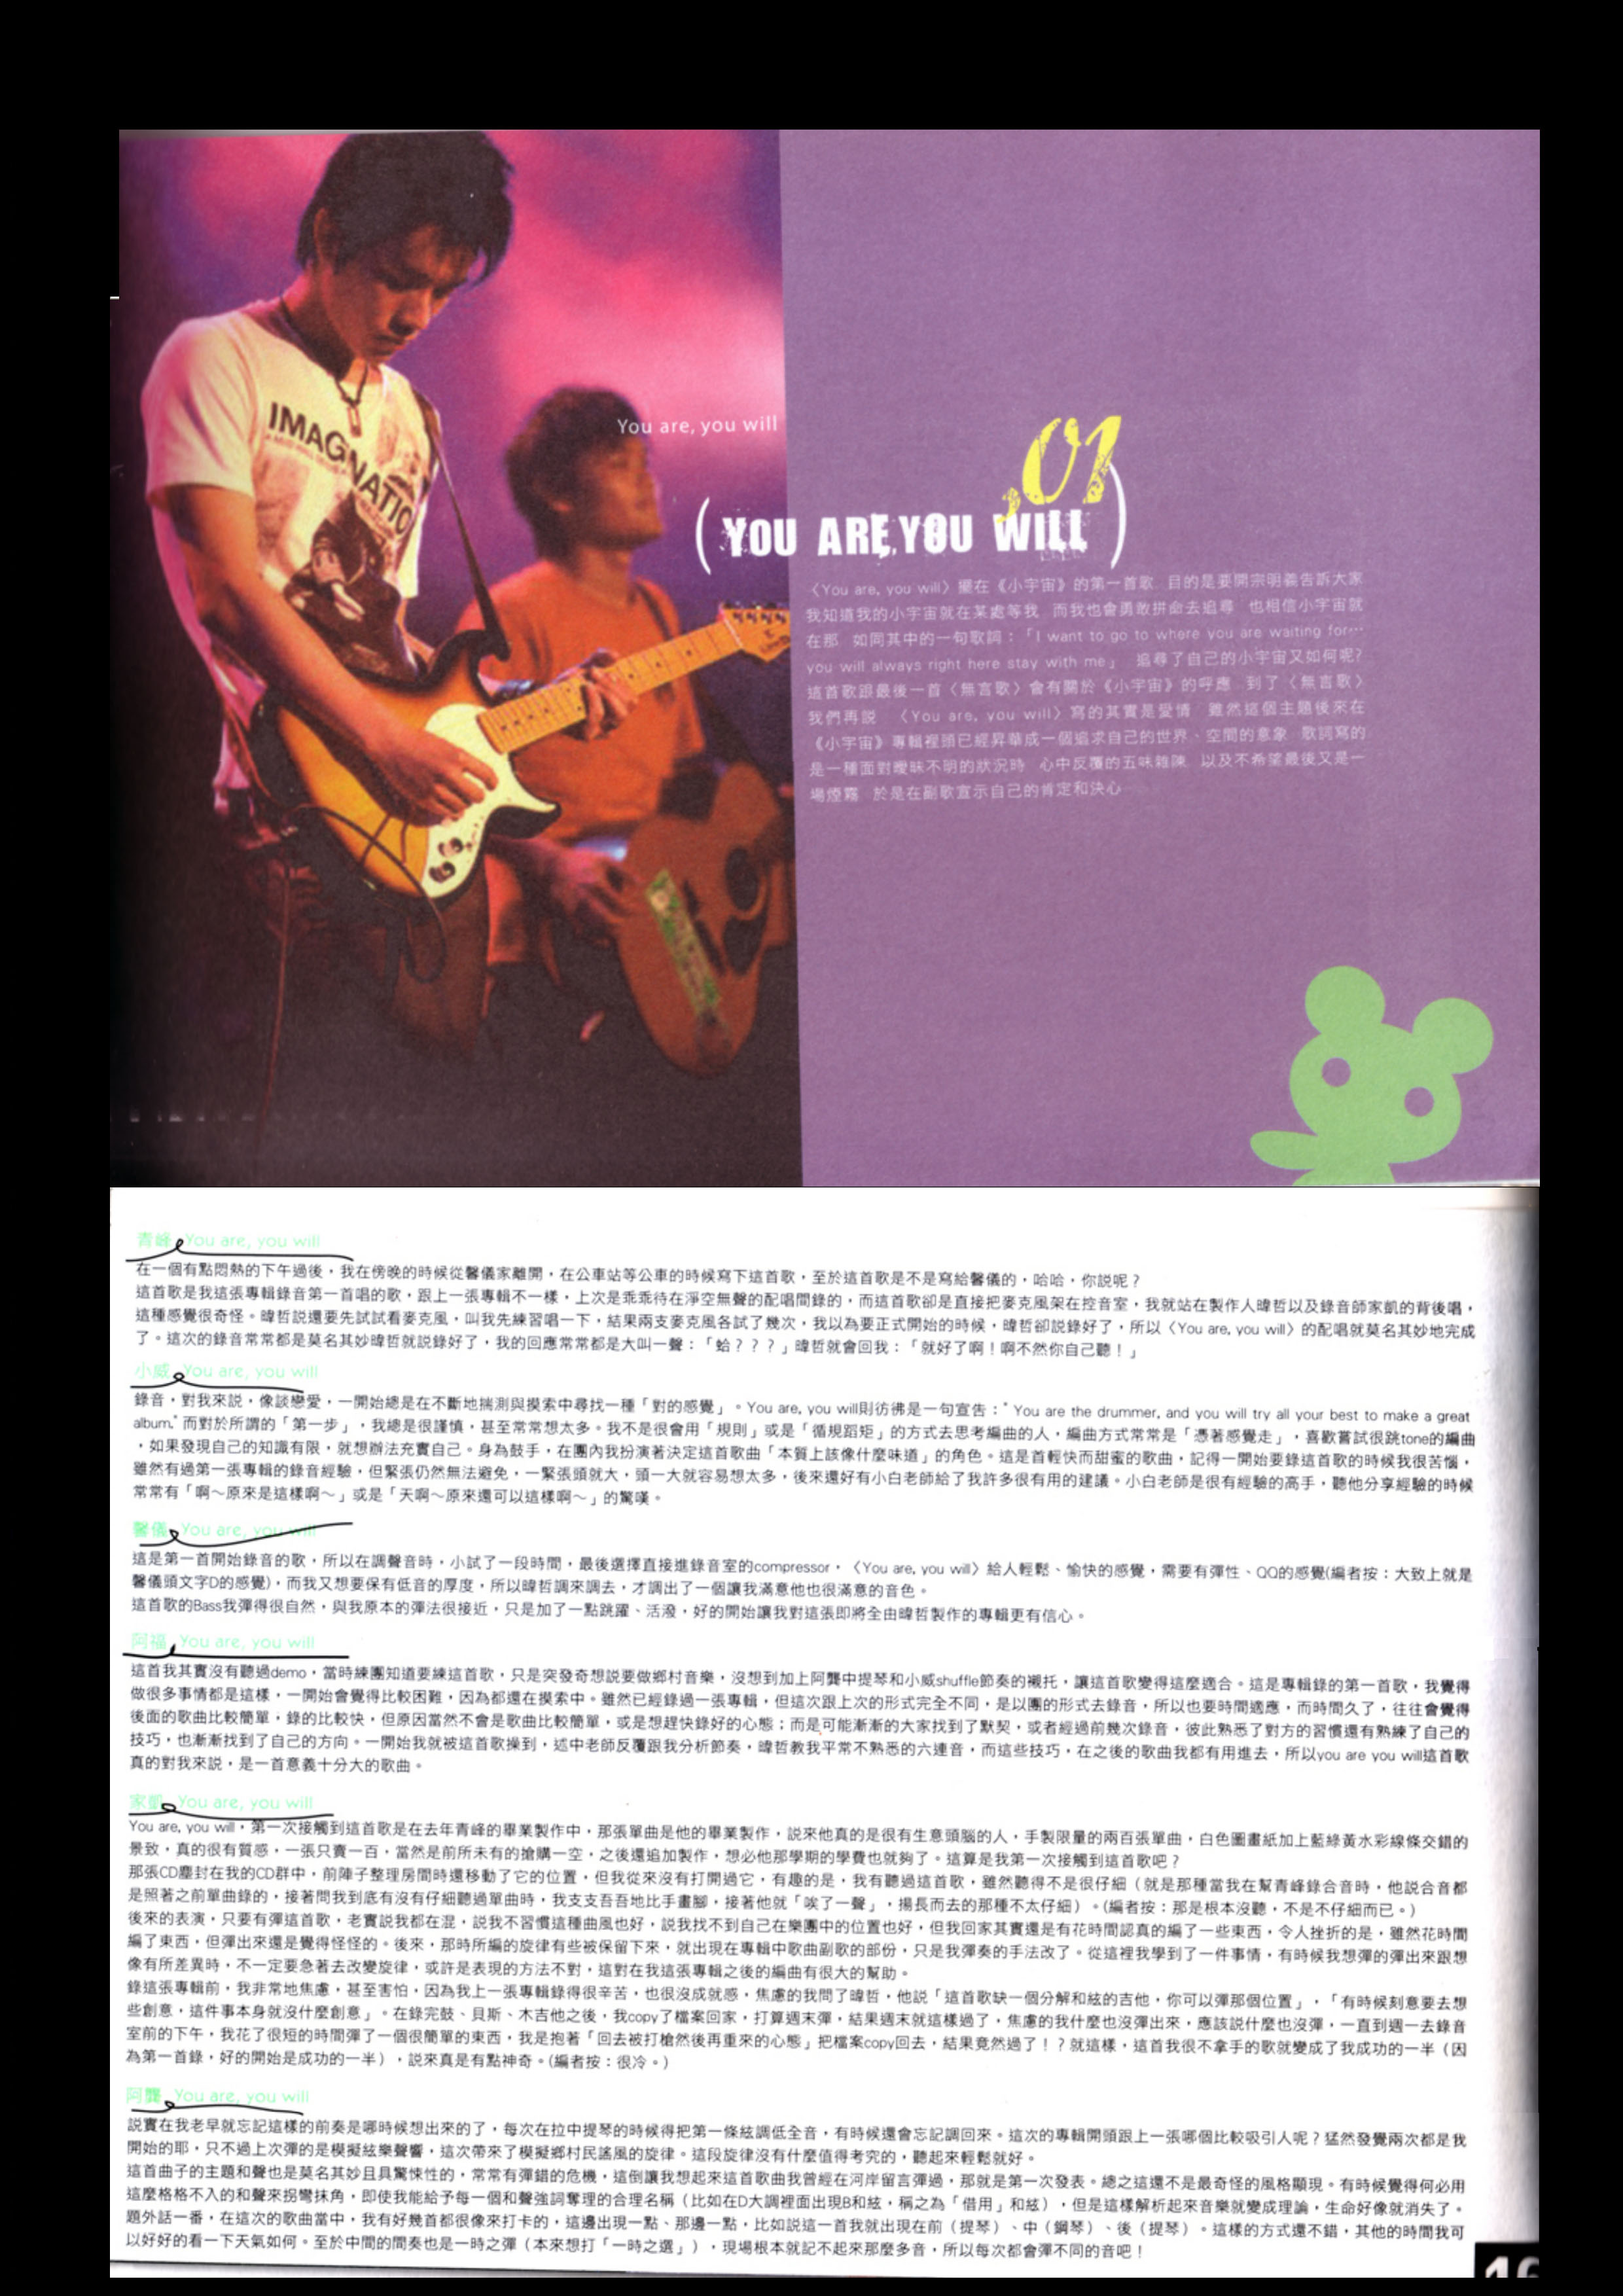 IMAGINATION
You are, you will
.01
( YOU ARE,YOU WILL )
〈You are, you will〉擺在《小宇宙》的第一首歌 目的是要開宗明義告訴大家
我知道我的小宇宙就在某處等我 而我也會勇敢拼命去追尋 也相信小宇宙就
在那 如同其中的一句歌詞：「I want to go to where you are waiting for…
you will always right here stay with me」 追尋了自己的小宇宙又如何呢?
這首歌跟最後一首〈無言歌〉會有關於《小宇宙》的呼應 到了〈無言歌〉
我們再説 〈You are, you will〉寫的其實是愛情 雖然這個主題後來在
《小宇宙》專輯裡頭已經昇華成一個追求自己的世界、空間的意象 歌詞寫的
是一種面對曖昧不明的狀況時 心中反覆的五味雜陳 以及不希望最後又是一
場煙霧 於是在副歌宣示自己的肯定和決心
青峰 You are, you will
在一個有點悶熱的下午過後，我在傍晚的時候從馨儀家離開，在公車站等公車的時候寫下這首歌，至於這首歌是不是寫給馨儀的，哈哈，你説呢？
這首歌是我這張專輯錄音第一首唱的歌，跟上一張專輯不一樣，上次是乖乖待在淨空無聲的配唱間錄的，而這首歌卻是直接把麥克風架在控音室，我就站在製作人暐哲以及錄音師家凱的背後唱，
這種感覺很奇怪。暐哲説還要先試試看麥克風，叫我先練習唱一下，結果兩支麥克風各試了幾次，我以為要正式開始的時候，暐哲卻説錄好了，所以〈You are, you will〉的配唱就莫名其妙地完成
了。這次的錄音常常都是莫名其妙暐哲就説錄好了，我的回應常常都是大叫一聲：「蛤？？？」暐哲就會回我：「就好了啊！啊不然你自己聽！」
小威 You are, you will
錄音，對我來説，像談戀愛，一開始總是在不斷地揣測與摸索中尋找一種「對的感覺」。You are, you will則彷彿是一句宣告：" You are the drummer, and you will try all your best to make a great
album." 而對於所謂的「第一步」，我總是很謹慎，甚至常常想太多。我不是很會用「規則」或是「循規蹈矩」的方式去思考編曲的人，編曲方式常常是「憑著感覺走」，喜歡嘗試很跳tone的編曲
，如果發現自己的知識有限，就想辦法充實自己。身為鼓手，在團內我扮演著決定這首歌曲「本質上該像什麼味道」的角色。這是首輕快而甜蜜的歌曲，記得一開始要錄這首歌的時候我很苦惱，
雖然有過第一張專輯的錄音經驗，但緊張仍然無法避免，一緊張頭就大，頭一大就容易想太多，後來還好有小白老師給了我許多很有用的建議。小白老師是很有經驗的高手，聽他分享經驗的時候
常常有「啊～原來是這樣啊～」或是「天啊～原來還可以這樣啊～」的驚嘆。
馨儀 You are, you will
這是第一首開始錄音的歌，所以在調聲音時，小試了一段時間，最後選擇直接進錄音室的compressor，〈You are, you will〉給人輕鬆、愉快的感覺，需要有彈性、QQ的感覺(編者按：大致上就是
馨儀頭文字D的感覺)，而我又想要保有低音的厚度，所以暐哲調來調去，才調出了一個讓我滿意他也很滿意的音色。
這首歌的Bass我彈得很自然，與我原本的彈法很接近，只是加了一點跳躍、活潑，好的開始讓我對這張即將全由暐哲製作的專輯更有信心。
阿福 You are, you will
這首我其實沒有聽過demo，當時練團知道要練這首歌，只是突發奇想説要做鄉村音樂，沒想到加上阿龔中提琴和小威shuffle節奏的襯托，讓這首歌變得這麼適合。這是專輯錄的第一首歌，我覺得
做很多事情都是這樣，一開始會覺得比較困難，因為都還在摸索中。雖然已經錄過一張專輯，但這次跟上次的形式完全不同，是以團的形式去錄音，所以也要時間適應，而時間久了，往往會覺得
後面的歌曲比較簡單，錄的比較快，但原因當然不會是歌曲比較簡單，或是想趕快錄好的心態；而是可能漸漸的大家找到了默契，或者經過前幾次錄音，彼此熟悉了對方的習慣還有熟練了自己的
技巧，也漸漸找到了自己的方向。一開始我就被這首歌操到，述中老師反覆跟我分析節奏，暐哲教我平常不熟悉的六連音，而這些技巧，在之後的歌曲我都有用進去，所以you are you will這首歌
真的對我來説，是一首意義十分大的歌曲。
家凱 You are, you will
You are, you will，第一次接觸到這首歌是在去年青峰的畢業製作中，那張單曲是他的畢業製作，説來他真的是很有生意頭腦的人，手製限量的兩百張單曲，白色圖畫紙加上藍綠黃水彩線條交錯的
景致，真的很有質感，一張只賣一百，當然是前所未有的搶購一空，之後還追加製作，想必他那學期的學費也就夠了。這算是我第一次接觸到這首歌吧？
那張CD塵封在我的CD群中，前陣子整理房間時還移動了它的位置，但我從來沒有打開過它，有趣的是，我有聽過這首歌，雖然聽得不是很仔細（就是那種當我在幫青峰錄合音時，他説合音都
是照著之前單曲錄的，接著問我到底有沒有仔細聽過單曲時，我支支吾吾地比手畫腳，接著他就「唉了一聲」，揚長而去的那種不太仔細）。(編者按：那是根本沒聽，不是不仔細而已。)
後來的表演，只要有彈這首歌，老實説我都在混，説我不習慣這種曲風也好，説我找不到自己在樂團中的位置也好，但我回家其實還是有花時間認真的編了一些東西，令人挫折的是，雖然花時間
編了東西，但彈出來還是覺得怪怪的。後來，那時所編的旋律有些被保留下來，就出現在專輯中歌曲副歌的部份，只是我彈奏的手法改了。從這裡我學到了一件事情，有時候我想彈的彈出來跟想
像有所差異時，不一定要急著去改變旋律，或許是表現的方法不對，這對在我這張專輯之後的編曲有很大的幫助。
錄這張專輯前，我非常地焦慮，甚至害怕，因為我上一張專輯錄得很辛苦，也很沒成就感，焦慮的我問了暐哲，他説「這首歌缺一個分解和絃的吉他，你可以彈那個位置」，「有時候刻意要去想
些創意，這件事本身就沒什麼創意」。在錄完鼓、貝斯、木吉他之後，我copy了檔案回家，打算週末彈，結果週末就這樣過了，焦慮的我什麼也沒彈出來，應該説什麼也沒彈，一直到週一去錄音
室前的下午，我花了很短的時間彈了一個很簡單的東西，我是抱著「回去被打槍然後再重來的心態」把檔案copy回去，結果竟然過了！？就這樣，這首我很不拿手的歌就變成了我成功的一半（因
為第一首錄，好的開始是成功的一半），説來真是有點神奇。(編者按：很冷。)
阿龔 You are, you will
説實在我老早就忘記這樣的前奏是哪時候想出來的了，每次在拉中提琴的時候得把第一條絃調低全音，有時候還會忘記調回來。這次的專輯開頭跟上一張哪個比較吸引人呢？猛然發覺兩次都是我
開始的耶，只不過上次彈的是模擬絃樂聲響，這次帶來了模擬鄉村民謠風的旋律。這段旋律沒有什麼值得考究的，聽起來輕鬆就好。
這首曲子的主題和聲也是莫名其妙且具驚悚性的，常常有彈錯的危機，這倒讓我想起來這首歌曲我曾經在河岸留言彈過，那就是第一次發表。總之這還不是最奇怪的風格顯現。有時候覺得何必用
這麼格格不入的和聲來拐彎抹角，即使我能給予每一個和聲強詞奪理的合理名稱（比如在D大調裡面出現B和絃，稱之為「借用」和絃），但是這樣解析起來音樂就變成理論，生命好像就消失了。
題外話一番，在這次的歌曲當中，我有好幾首都很像來打卡的，這邊出現一點、那邊一點，比如説這一首我就出現在前（提琴）、中（鋼琴）、後（提琴）。這樣的方式還不錯，其他的時間我可
以好好的看一下天氣如何。至於中間的間奏也是一時之彈（本來想打「一時之選」），現場根本就記不起來那麼多音，所以每次都會彈不同的音吧！